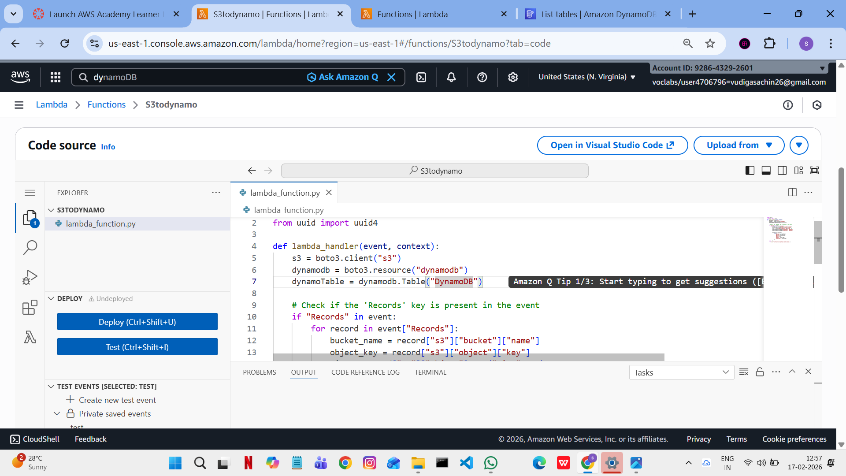 Launch AWS Academy Learner
S3todynamo | Functions | Lamb
Functions | Lambda
List tables | Amazon DynamoD
us-east-1.console.aws.amazon.com/lambda/home?region=us-east-1#/functions/S3todynamo?tab=code
S
aws
dynamoDB
Ask Amazon Q
United States (N. Virginia)
Account ID: 9286-4329-2601
voclabs/user4706796=vudigasachin26@gmail.com
Lambda > Functions > S3todynamo
Code source Info
Open in Visual Studio Code
Upload from
S3todynamo
EXPLORER
S3TODYNAMO
lambda_function.py
1
DEPLOY Undeployed
Deploy (Ctrl+Shift+U)
Test (Ctrl+Shift+I)
TEST EVENTS [SELECTED: TEST]
Create new test event
Private saved events
test
lambda_function.py
lambda_function.py
2 from uuid import uuid4
3
4 def lambda_handler(event, context):
5 s3 = boto3.client("s3")
6 dynamodb = boto3.resource("dynamodb")
7 dynamoTable = dynamodb.Table("DynamoDB") Amazon Q Tip 1/3: Start typing to get suggestions ([E
8
9 # Check if the 'Records' key is present in the event
10 if "Records" in event:
11 for record in event["Records"]:
12 bucket_name = record["s3"]["bucket"]["name"]
13 object_key = record["s3"]["object"]["key"]
PROBLEMS OUTPUT CODE REFERENCE LOG TERMINAL
Tasks
CloudShell Feedback
© 2026, Amazon Web Services, Inc. or its affiliates. Privacy Terms Cookie preferences
2
28°C
Sunny
ENG
IN
12:57
17-02-2026